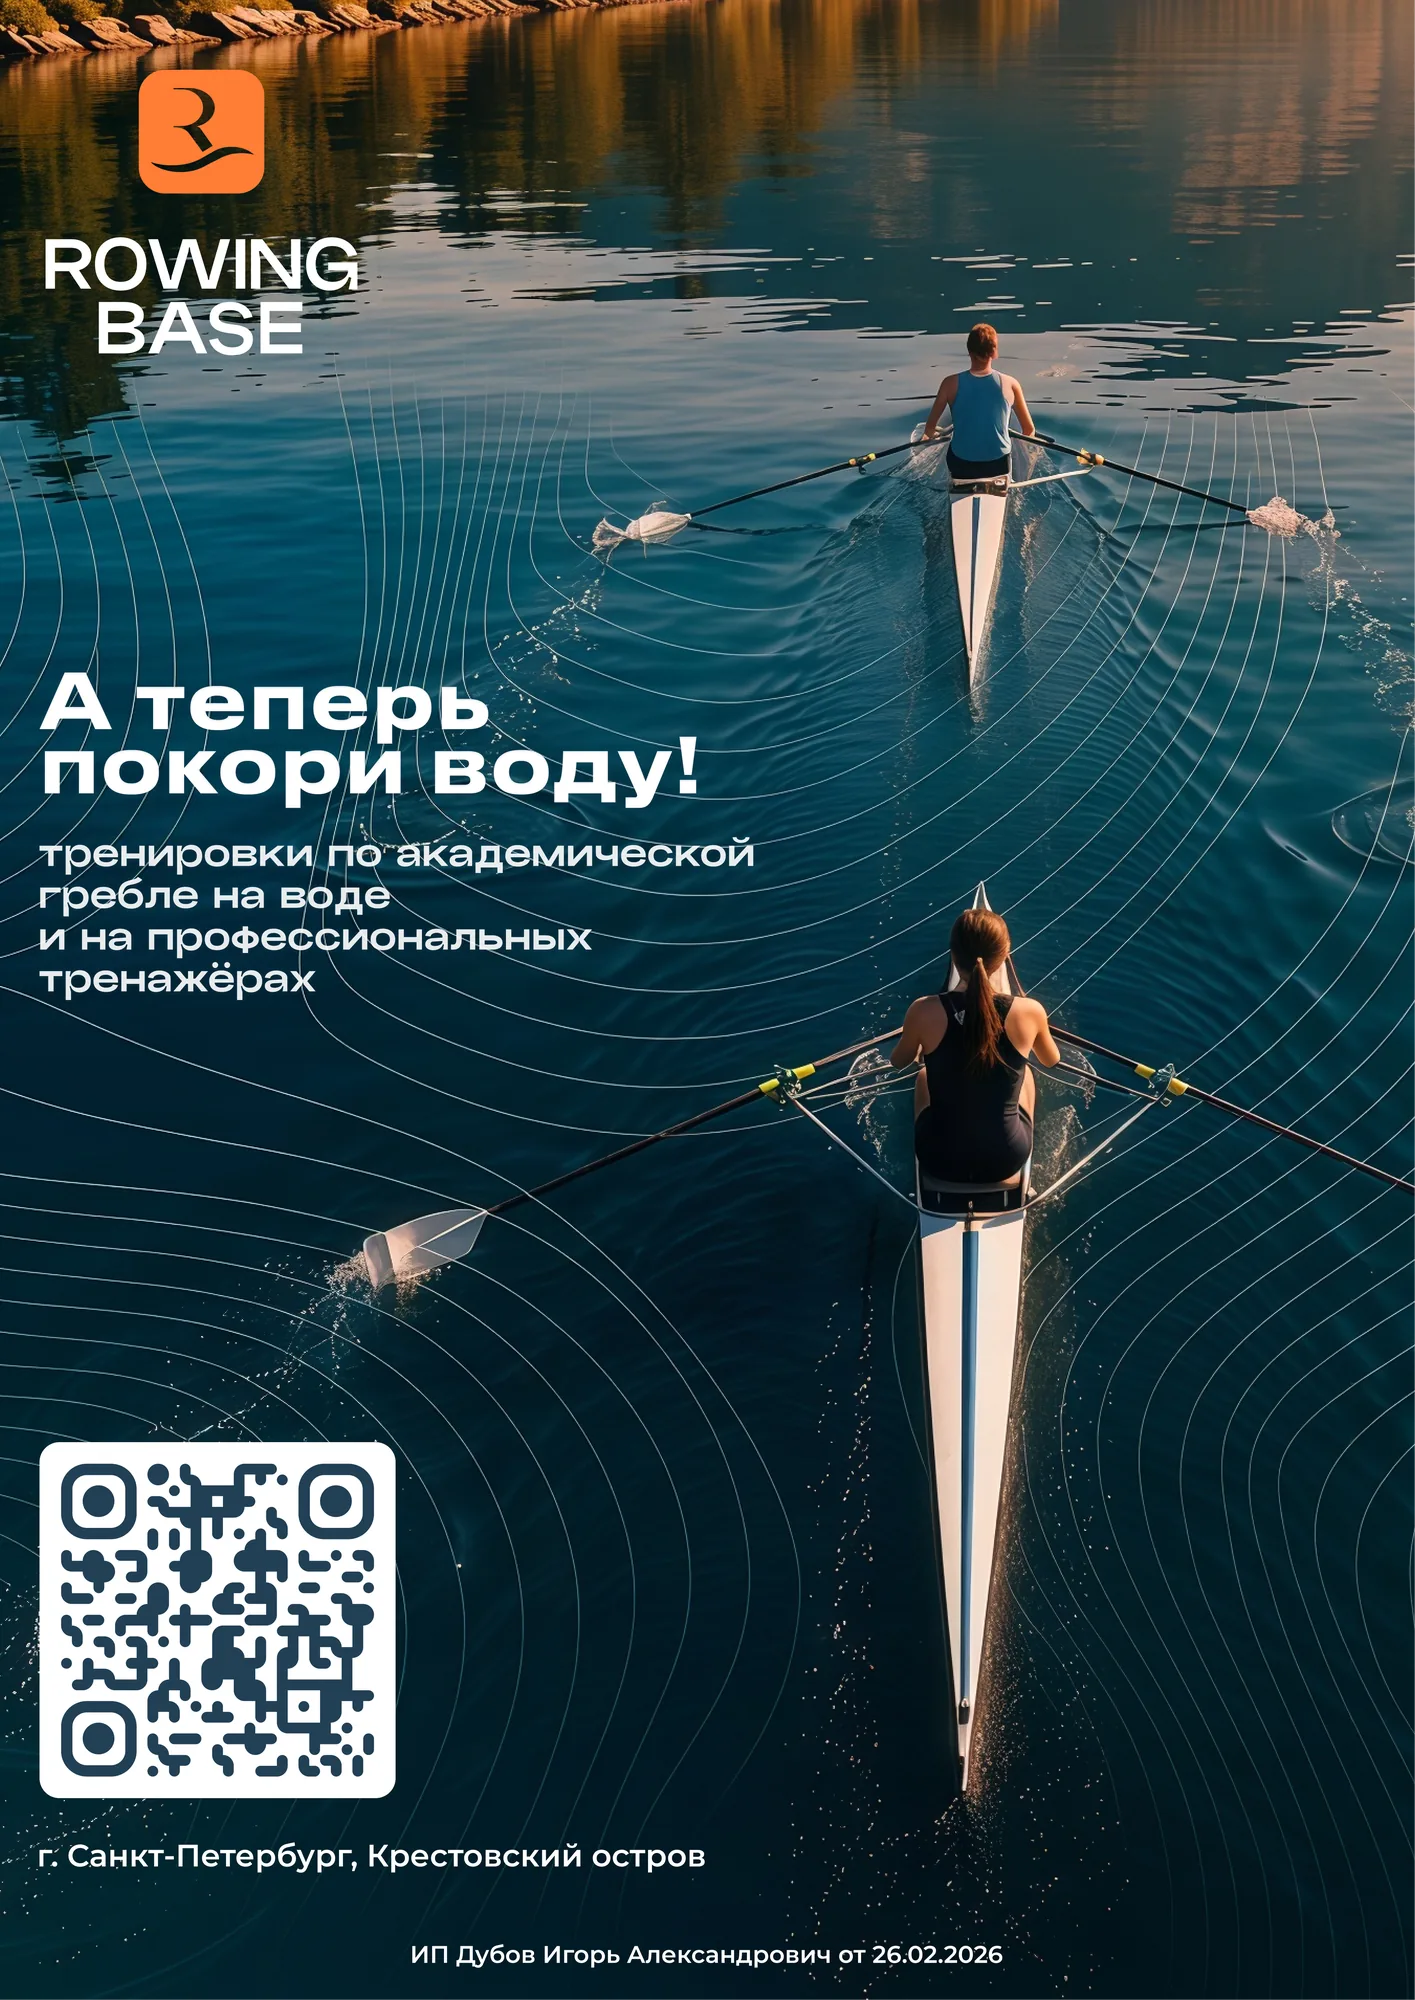 ROWING
BASE
А теперь
покори воду!
тренировки по академической
гребле на воде
и на профессиональных
тренажёрах
г. Санкт-Петербург, Крестовский остров
ИП Дубов Игорь Александрович от 26.02.2026